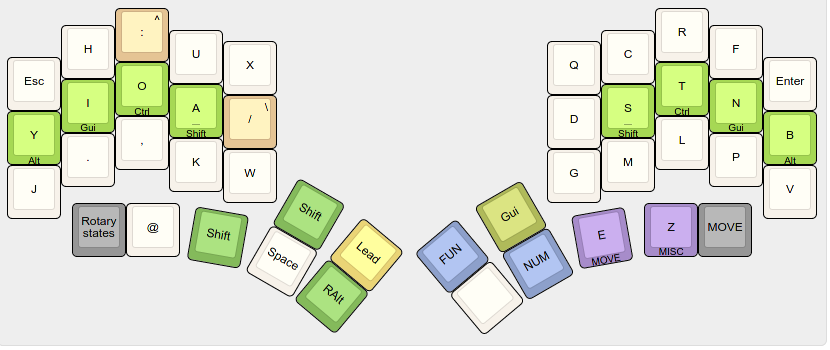 Esc
H
: ^
U
X
Y
Alt
I
Gui
O
Ctrl
A
Shift
/ \
J
.
,
K
W
Q
C
R
F
Enter
D
S
Shift
T
Ctrl
N
Gui
B
Alt
G
M
L
P
V
Rotary
states
@
Shift
Shift
Space
Lead
RAlt
FUN
Gui
NUM
E
MOVE
Z
MISC
MOVE